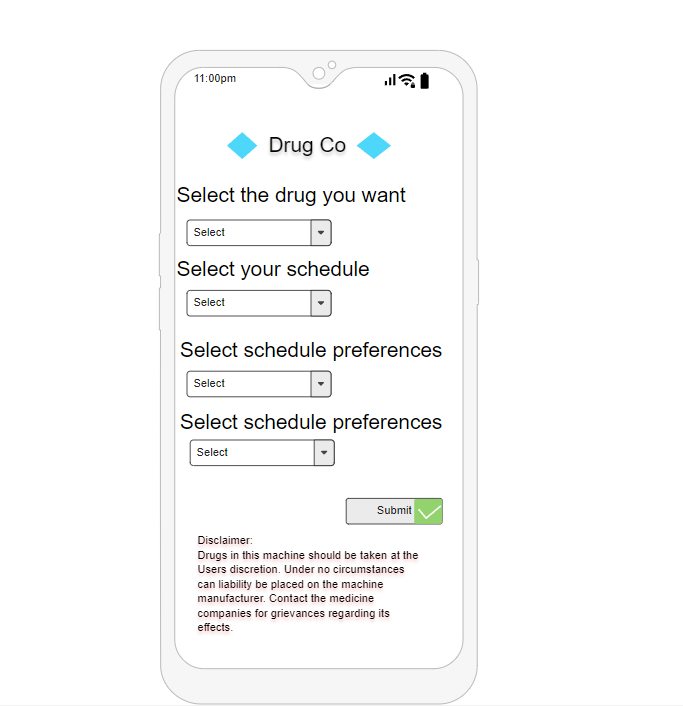 11:00pm
Drug Co
Select the drug you want
Select
Select your schedule
Select
Select schedule preferences
Select
Select schedule preferences
Select
Submit
Disclaimer:
Drugs in this machine should be taken at the
Users discretion. Under no circumstances
can liability be placed on the machine
manufacturer. Contact the medicine
companies for grievances regarding its
effects.